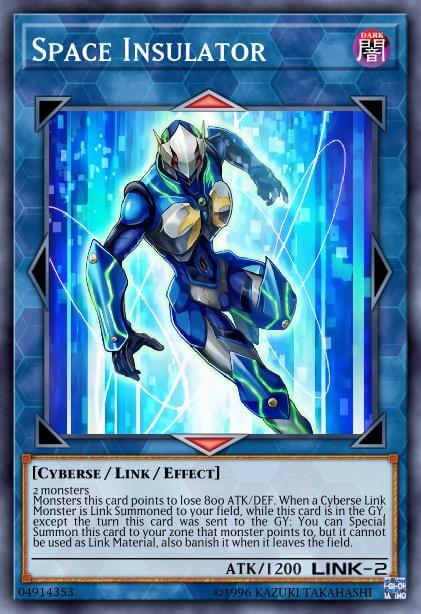 SPACE INSULATOR
DARK
闇
[CYBERSE / LINK / EFFECT]
2 monsters
Monsters this card points to lose 800 ATK/DEF. When a Cyberse Link
Monster is Link Summoned to your field, while this card is in the GY,
except the turn this card was sent to the GY: You can Special
Summon this card to your zone that monster points to, but it cannot
be used as Link Material, also banish it when it leaves the field.
ATK/1200 LINK-2
04914353
©1996 KAZUKI TAKAHASHI